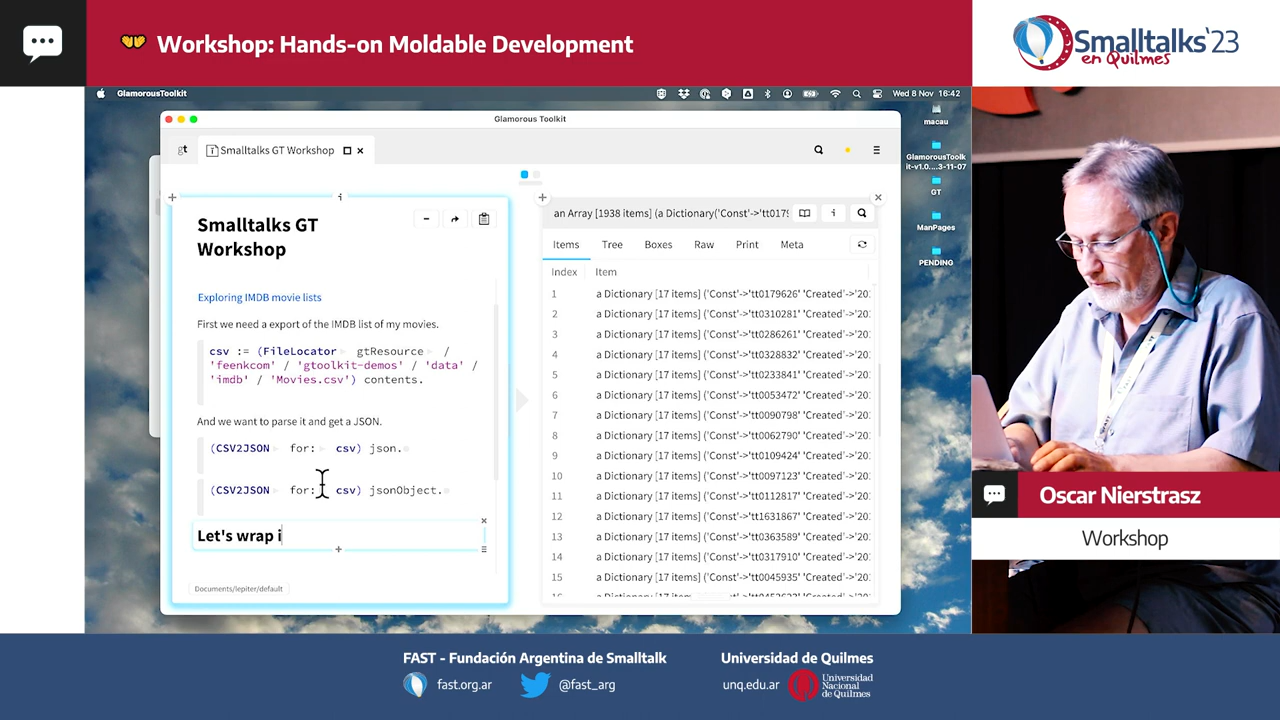 Workshop: Hands-on Moldable Development
Smalltalks'23
en Quilmes
GlamorousToolkit
Wed 8 Nov 16:42
Glamorous Toolkit
gt
Smalltalks GT Workshop
macau
GlamorousToolk
it-v1.0....3-11-07
GT
ManPages
PENDING
Smalltalks GT
Workshop
Exploring IMDB movie lists
First we need a export of the IMDB list of my movies.
csv := (FileLocator gtResource /
'feenkcom' / 'gtoolkit-demos' / 'data' /
'imdb' / 'Movies.csv') contents.
And we want to parse it and get a JSON.
(CSV2JSON for: csv) json.
(CSV2JSON for: csv) jsonObject.
Let's wrap i
Documents/lepiter/default
an Array [1938 items] (a Dictionary('Const'->'tt0179
Items Tree Boxes Raw Print Meta
Index Item
1 a Dictionary [17 items] ('Const'->'tt0179626' 'Created'->'20
2 a Dictionary [17 items] ('Const'->'tt0310281' 'Created'->'20
3 a Dictionary [17 items] ('Const'->'tt0286261' 'Created'->'20
4 a Dictionary [17 items] ('Const'->'tt0328832' 'Created'->'20
5 a Dictionary [17 items] ('Const'->'tt0233841' 'Created'->'20
6 a Dictionary [17 items] ('Const'->'tt0053472' 'Created'->'20
7 a Dictionary [17 items] ('Const'->'tt0090798' 'Created'->'20
8 a Dictionary [17 items] ('Const'->'tt0062790' 'Created'->'20
9 a Dictionary [17 items] ('Const'->'tt0109424' 'Created'->'20
10 a Dictionary [17 items] ('Const'->'tt0097123' 'Created'->'20
11 a Dictionary [17 items] ('Const'->'tt0112817' 'Created'->'20
12 a Dictionary [17 items] ('Const'->'tt1631867' 'Created'->'20
13 a Dictionary [17 items] ('Const'->'tt0363589' 'Created'->'20
14 a Dictionary [17 items] ('Const'->'tt0317910' 'Created'->'20
15 a Dictionary [17 items] ('Const'->'tt0045935' 'Created'->'20
Oscar Nierstrasz
Workshop
FAST - Fundación Argentina de Smalltalk
fast.org.ar
@fast_arg
Universidad de Quilmes
unq.edu.ar
Universidad
Nacional
de Quilmes